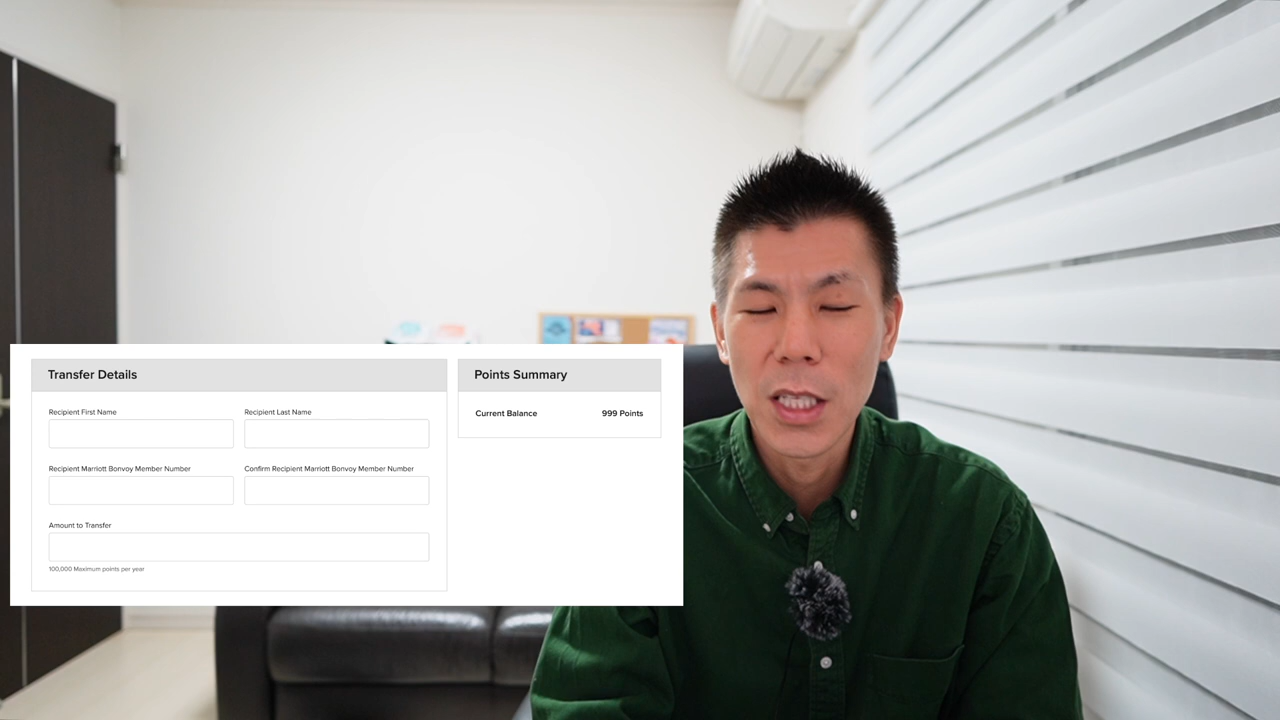 Transfer Details
Recipient First Name
Recipient Last Name
Recipient Marriott Bonvoy Member Number
Confirm Recipient Marriott Bonvoy Member Number
Amount to Transfer
100,000 Maximum points per year
Points Summary
Current Balance 999 Points